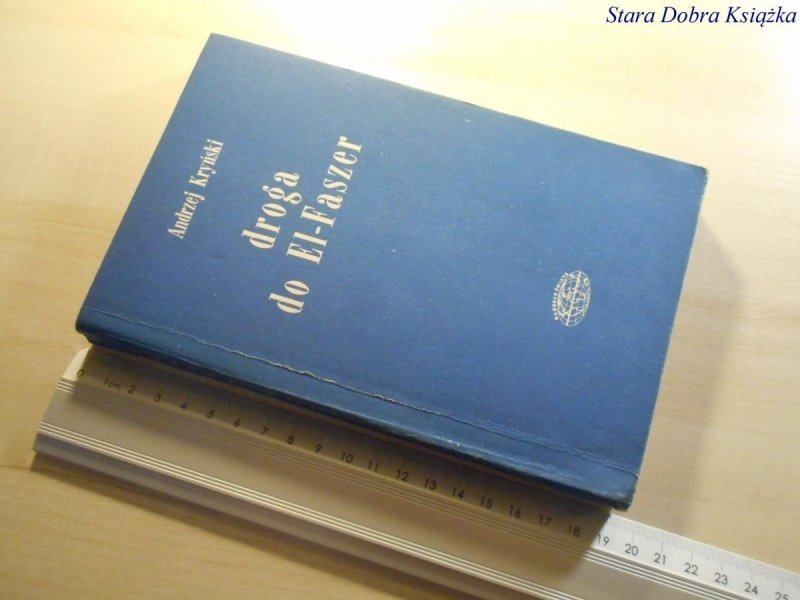 Stara Dobra Książka
Andrzej Kryński
droga
do El-Faszer
0 1cm 2 3 4 5 6 7 8 9 10 11 12 13 14 15 16 17 18 19 20 21 22 23 24 25